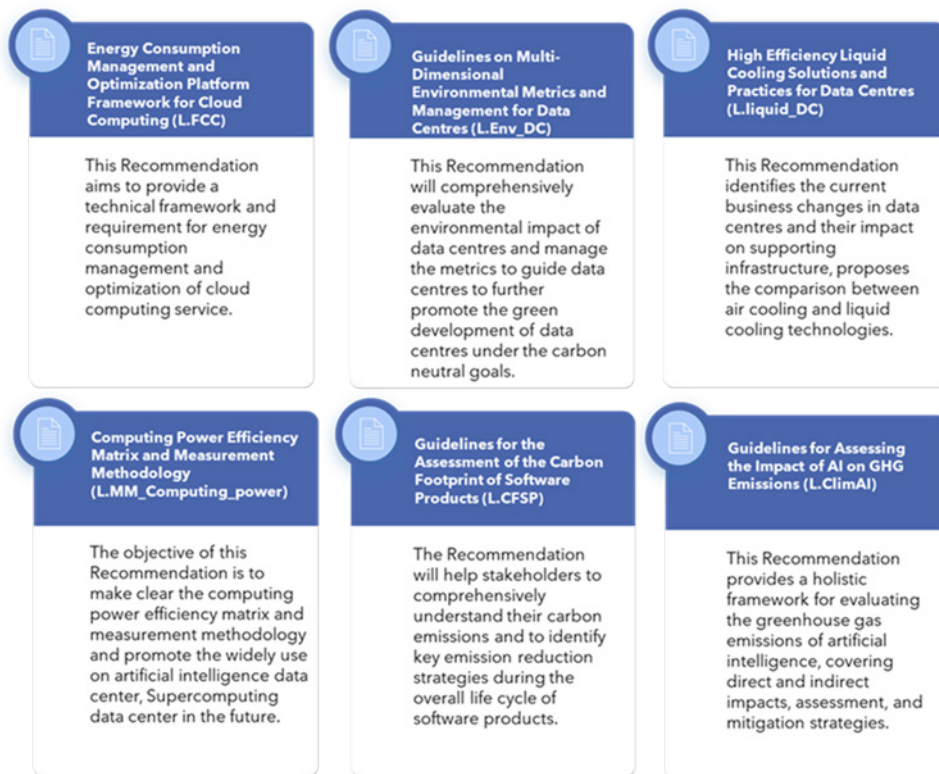 Energy Consumption
Management and
Optimization Platform
Framework for Cloud
Computing (L.FCC)
This Recommendation
aims to provide a
technical framework and
requirement for energy
consumption
management and
optimization of cloud
computing service.
Guidelines on Multi-
Dimensional
Environmental Metrics and
Management for Data
Centres (L.Env_DC)
This Recommendation
will comprehensively
evaluate the
environmental impact of
data centres and manage
the metrics to guide data
centres to further
promote the green
development of data
centres under the carbon
neutral goals.
High Efficiency Liquid
Cooling Solutions and
Practices for Data Centres
(L.liquid_DC)
This Recommendation
identifies the current
business changes in data
centres and their impact
on supporting
infrastructure, proposes
the comparison between
air cooling and liquid
cooling technologies.
Computing Power Efficiency
Matrix and Measurement
Methodology
(L.MM_Computing_power)
The objective of this
Recommendation is to
make clear the computing
power efficiency matrix and
measurement methodology
and promote the widely use
on artificial intelligence data
center, Supercomputing
data center in the future.
Guidelines for the
Assessment of the Carbon
Footprint of Software
Products (L.CFSP)
The Recommendation
will help stakeholders to
comprehensively
understand their carbon
emissions and to identify
key emission reduction
strategies during the
overall life cycle of
software products.
Guidelines for Assessing
the Impact of AI on GHG
Emissions (L.ClimAI)
This Recommendation
provides a holistic
framework for evaluating
the greenhouse gas
emissions of artificial
intelligence, covering
direct and indirect
impacts, assessment, and
mitigation strategies.